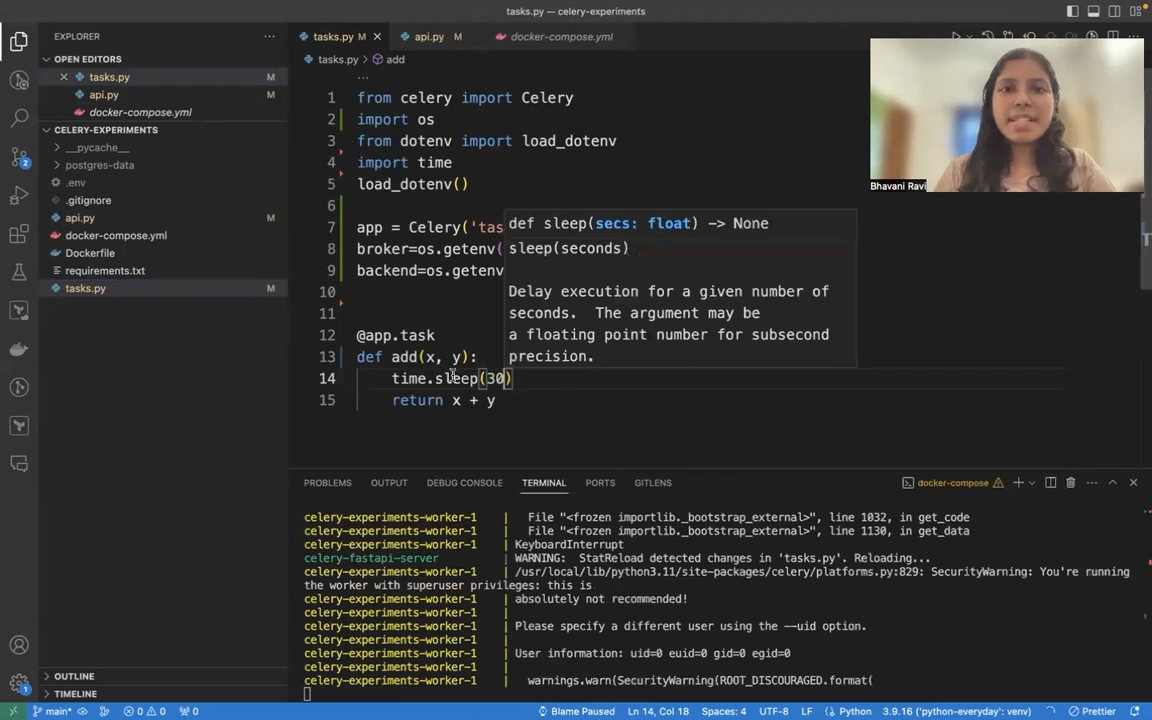 tasks.py — celery-experiments
EXPLORER
OPEN EDITORS
tasks.py M
api.py M
docker-compose.yml
CELERY-EXPERIMENTS
__pycache__
postgres-data
.env
.gitignore
api.py M
docker-compose.yml
Dockerfile
requirements.txt
tasks.py M
OUTLINE
TIMELINE
2
1
tasks.py M
api.py M
docker-compose.yml
tasks.py > add
...
1 from celery import Celery
2 import os
3 from dotenv import load_dotenv
4 import time
5 load_dotenv()
6
7 app = Celery('tas
8 broker=os.getenv(
9 backend=os.getenv
10
11
12 @app.task
13 def add(x, y):
14 time.sleep(30)
15 return x + y
def sleep(secs: float) -> None
sleep(seconds)
Delay execution for a given number of
seconds. The argument may be
a floating point number for subsecond
precision.
Bhavani Ravi
PROBLEMS OUTPUT DEBUG CONSOLE TERMINAL PORTS GITLENS
docker-compose
celery-experiments-worker-1 | File "<frozen importlib._bootstrap_external>", line 1032, in get_code
celery-experiments-worker-1 | File "<frozen importlib._bootstrap_external>", line 1130, in get_data
celery-experiments-worker-1 | KeyboardInterrupt
celery-fastapi-server | WARNING: StatReload detected changes in 'tasks.py'. Reloading...
celery-experiments-worker-1 | /usr/local/lib/python3.11/site-packages/celery/platforms.py:829: SecurityWarning: You're running
the worker with superuser privileges: this is
celery-experiments-worker-1 | absolutely not recommended!
celery-experiments-worker-1 |
celery-experiments-worker-1 | Please specify a different user using the --uid option.
celery-experiments-worker-1 |
celery-experiments-worker-1 | User information: uid=0 euid=0 gid=0 egid=0
celery-experiments-worker-1 |
celery-experiments-worker-1 | warnings.warn(SecurityWarning(ROOT_DISCOURAGED.format(
main* 0 0 0 Blame Paused Ln 14, Col 18 Spaces: 4 UTF-8 LF Python 3.9.16 ('python-everyday': venv) Prettier